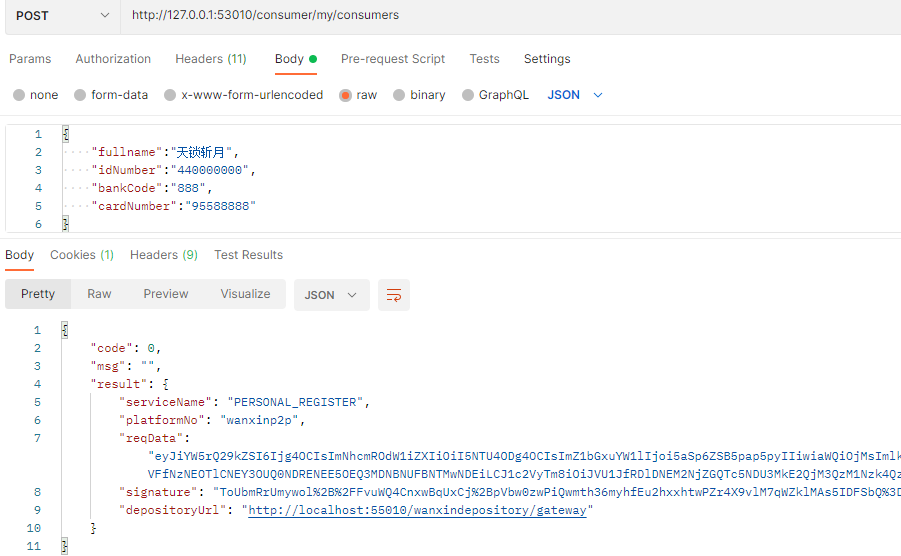 POST http://127.0.0.1:53010/consumer/my/consumers
Params Authorization Headers (11) Body Pre-request Script Tests Settings
none form-data x-www-form-urlencoded raw binary GraphQL JSON
1 {
2 "fullname":"天锁斩月",
3 "idNumber":"440000000",
4 "bankCode":"888",
5 "cardNumber":"95588888"
6 }
Body Cookies (1) Headers (9) Test Results
Pretty Raw Preview Visualize JSON
1 {
2 "code": 0,
3 "msg": "",
4 "result": {
5 "serviceName": "PERSONAL_REGISTER",
6 "platformNo": "wanxinp2p",
7 "reqData":
"eyJiYW5rQ29kZSI6Ijg4OCIsImNhcmROdW1iZXIiOiI5NTU4ODg4OCIsImZ1bGxuYW1lIjoi5aSp6ZSB5pap5pyIIiwiaWQiOjMsImlk
VFfNzNEOTlCNEY3OUQ0NDRENEE5OEQ3MDNBNUFBNTMwNDEiLCJ1c2VyTm8iOiJVU1JfRDlDNEM2NjZGQTc5NDU3MkE2QjM3QzM1Nzk4Qz
8 "signature": "ToUbmRrUmywol%2B%2FFvuWQ4CnxwBqUxCj%2BpVbw0zwPiQwmth36myhfEu2hxxhtwPZr4X9vlM7qWZklMAs5IDFSbQ%3D
9 "depositoryUrl": "http://localhost:55010/wanxindepository/gateway"
10 }
11 }